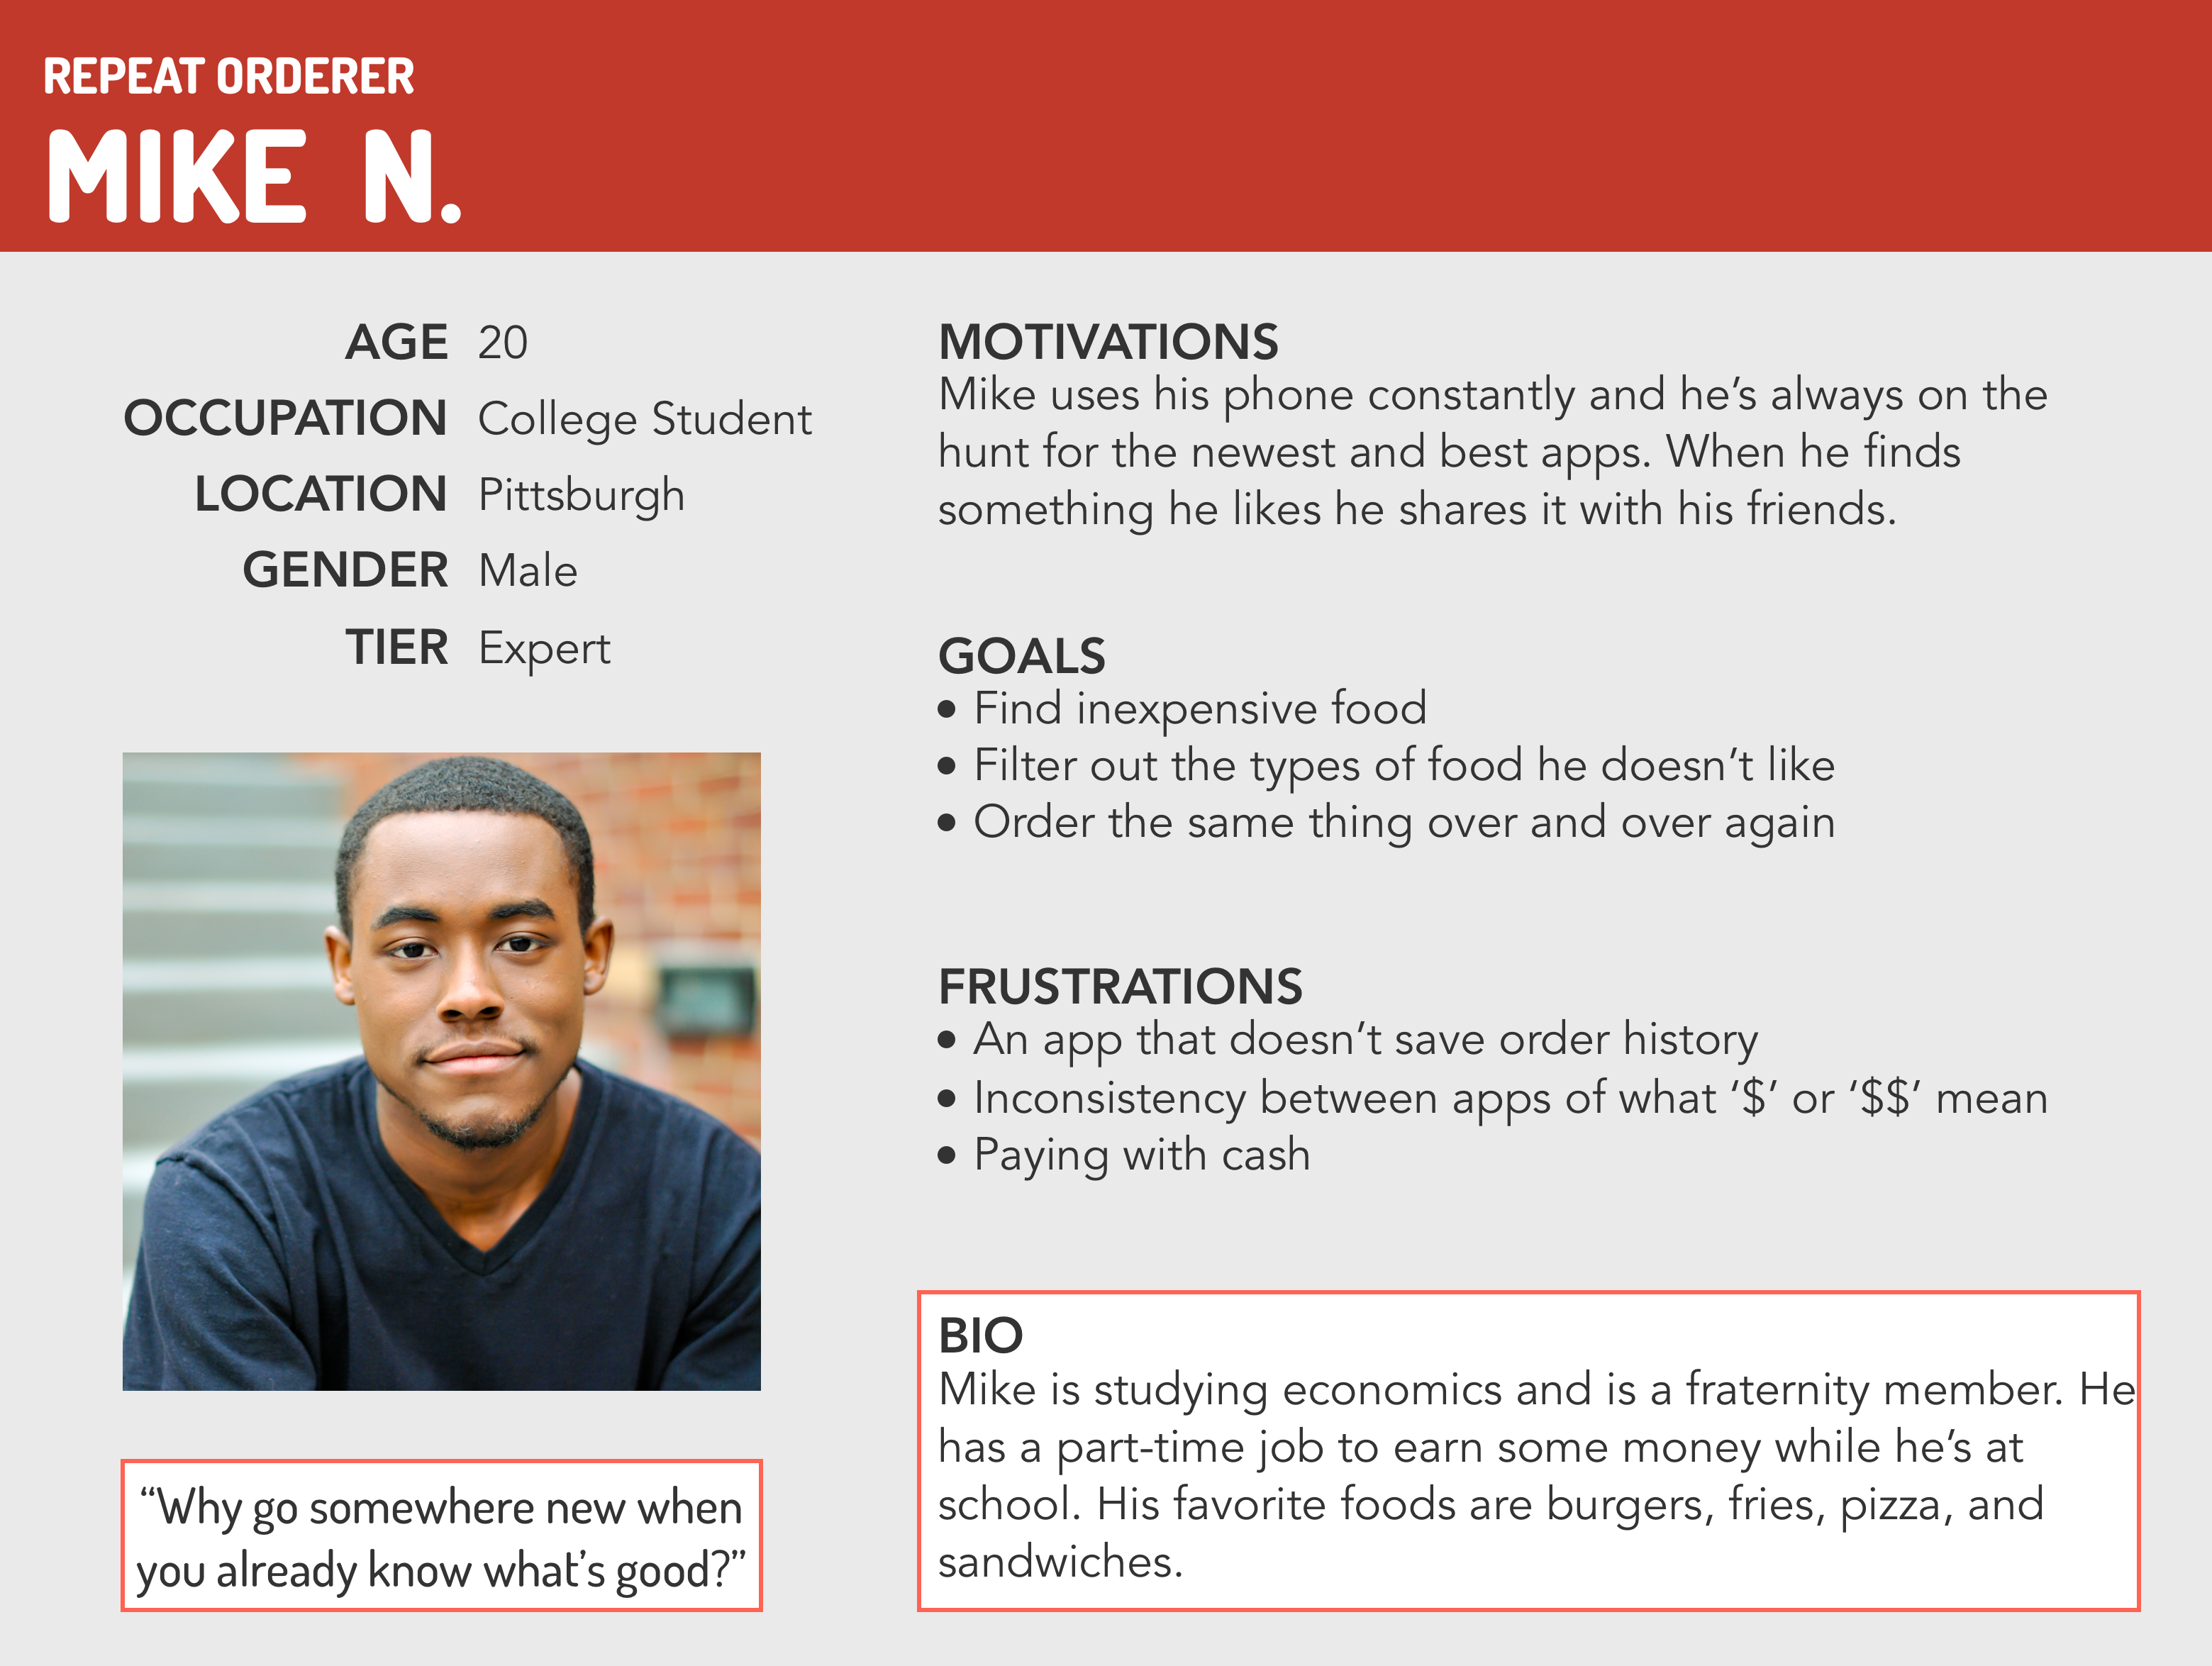 REPEAT ORDERER
MIKE N.
AGE 20
OCCUPATION College Student
LOCATION Pittsburgh
GENDER Male
TIER Expert
“Why go somewhere new when
you already know what’s good?”
MOTIVATIONS
Mike uses his phone constantly and he’s always on the
hunt for the newest and best apps. When he finds
something he likes he shares it with his friends.
GOALS
• Find inexpensive food
• Filter out the types of food he doesn’t like
• Order the same thing over and over again
FRUSTRATIONS
• An app that doesn’t save order history
• Inconsistency between apps of what ‘$’ or ‘$$’ mean
• Paying with cash
BIO
Mike is studying economics and is a fraternity member. He
has a part-time job to earn some money while he’s at
school. His favorite foods are burgers, fries, pizza, and
sandwiches.